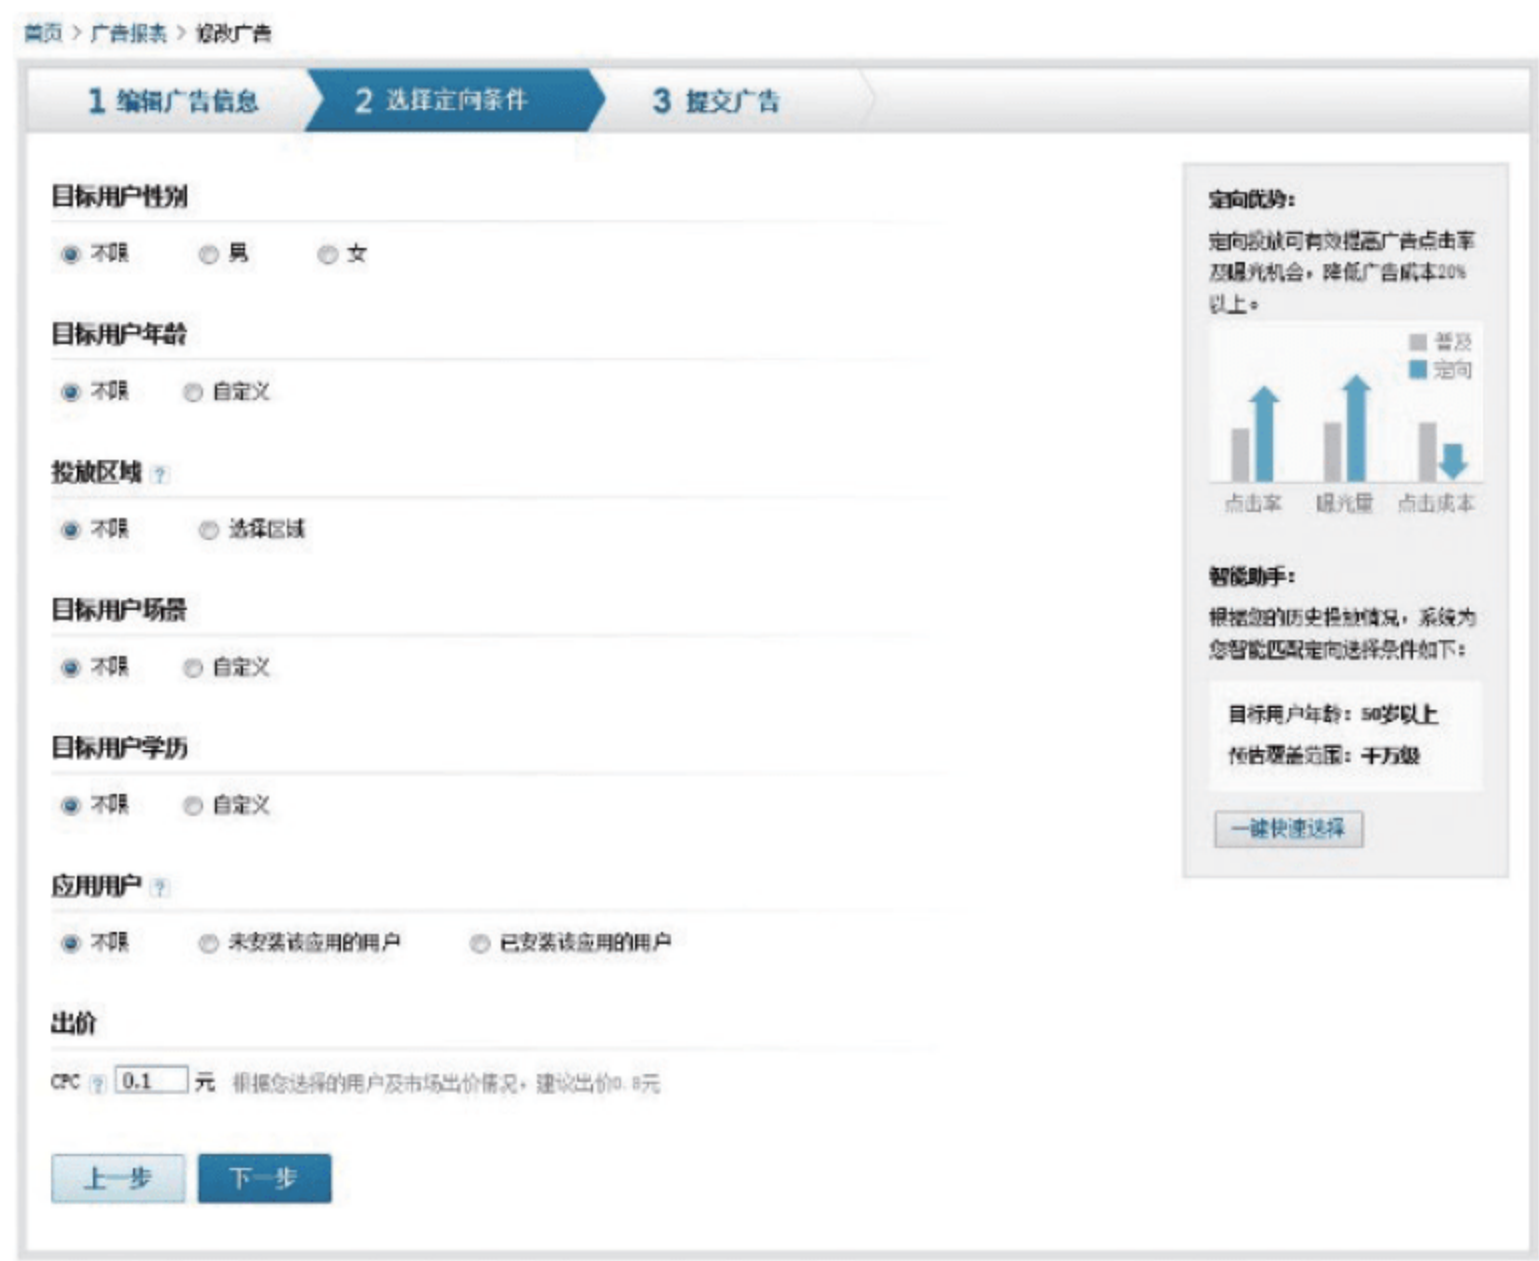 首页 > 广告报表 > 修改广告
1 编辑广告信息
2 选择定向条件
3 提交广告
目标用户性别
不限 男 女
目标用户年龄
不限 自定义
投放区域 ?
不限 选择区域
目标用户场景
不限 自定义
目标用户学历
不限 自定义
应用用户 ?
不限 未安装该应用的用户 已安装该应用的用户
出价
CPC ? 0.1 元 根据您选择的用户及市场出价情况，建议出价0.8元
上一步 下一步
定向优势：
定向投放可有效提高广告点击率
及曝光机会，降低广告成本20%
以上。
普及
定向
点击率 曝光量 点击成本
智能助手：
根据您的历史投放情况，系统为
您智能匹配定向选择条件如下：
目标用户年龄：50岁以上
预估覆盖范围：千万级
一键快速选择